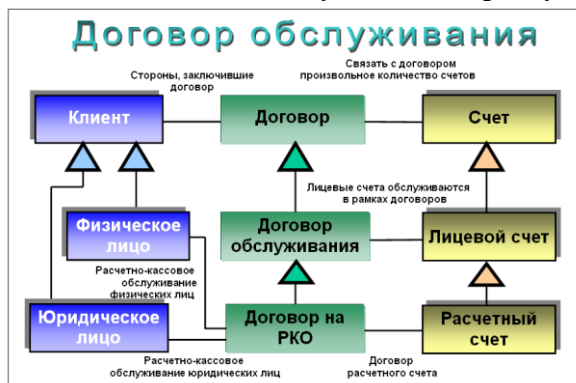 Договор обслуживания
Стороны, заключившие
договор
Связать с договором
произвольное количество счетов
Клиент
Договор
Счет
Лицевые счета обслуживаются
в рамках договоров
Физическое
лицо
Договор
обслуживания
Лицевой счет
Расчетно-кассовое
обслуживание
физических лиц
Юридическое
лицо
Договор на
РКО
Расчетный
счет
Расчетно-кассовое
обслуживание юридических лиц
Договор
расчетного счета